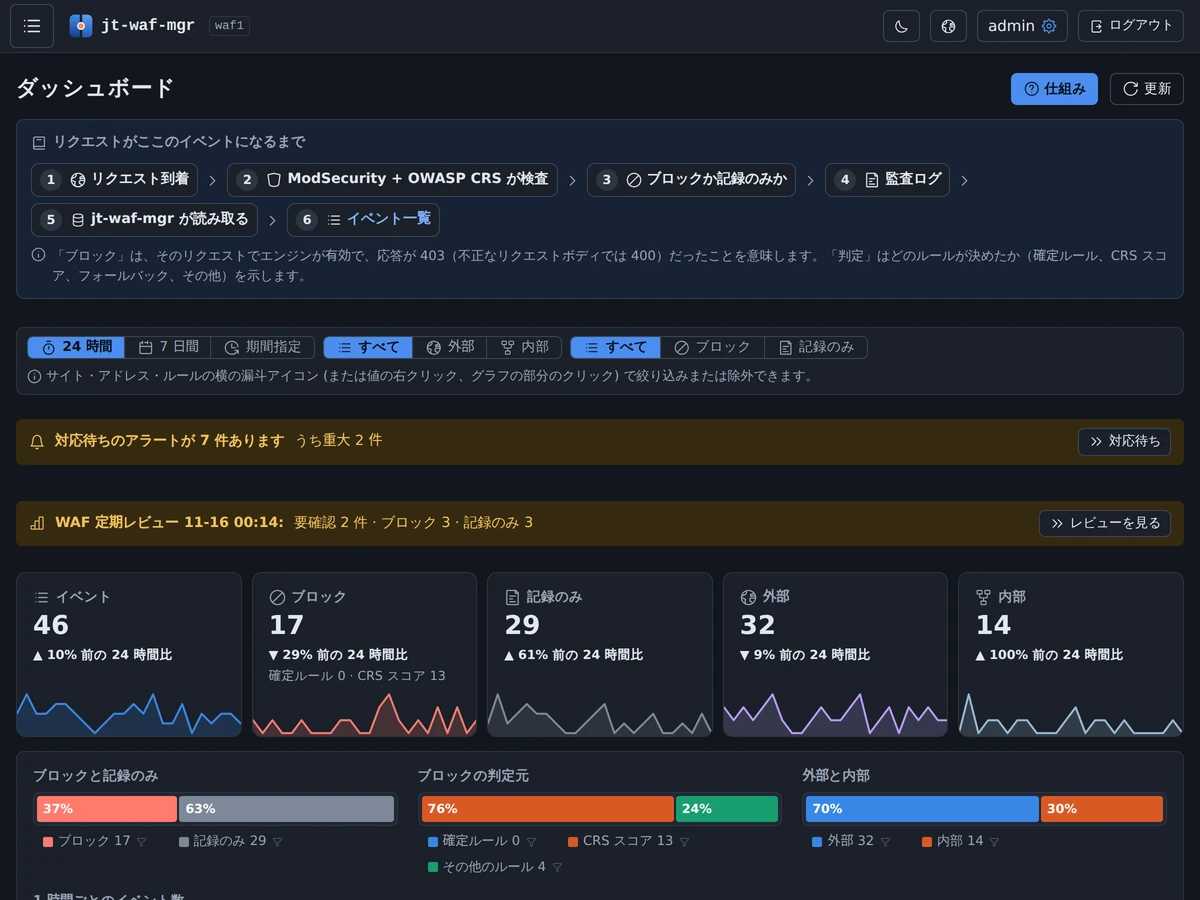 jt-waf-mgr waf1 admin ログアウト
ダッシュボード 仕組み 更新
リクエストがここのイベントになるまで
1 リクエスト到着 2 ModSecurity + OWASP CRS が検査 3 ブロックか記録のみか 4 監査ログ
5 jt-waf-mgr が読み取る 6 イベント一覧
「ブロック」は、そのリクエストでエンジンが有効で、応答が 403（不正なリクエストボディでは 400）だったことを意味します。「判定」はどのルールが決めたか（確定ルール、CRS スコ
ア、フォールバック、その他）を示します。
24 時間 7 日間 期間指定 すべて 外部 内部 すべて ブロック 記録のみ
サイト・アドレス・ルールの横の漏斗アイコン (または値の右クリック、グラフの部分のクリック) で絞り込みまたは除外できます。
対応待ちのアラートが 7 件あります うち重大 2 件 対応待ち
WAF 定期レビュー 11-16 00:14: 要確認 2 件 · ブロック 3 · 記録のみ 3 レビューを見る
イベント ブロック 記録のみ 外部 内部
46 17 29 32 14
▲ 10% 前の 24 時間比 ▼ 29% 前の 24 時間比 ▲ 61% 前の 24 時間比 ▼ 9% 前の 24 時間比 ▲ 100% 前の 24 時間比
確定ルール 0 · CRS スコア 13
ブロックと記録のみ ブロックの判定元 外部と内部
37% 63% 76% 24% 70% 30%
ブロック 17 記録のみ 29 確定ルール 0 CRS スコア 13 外部 32 内部 14
その他のルール 4
1 時間ごとのイベント数